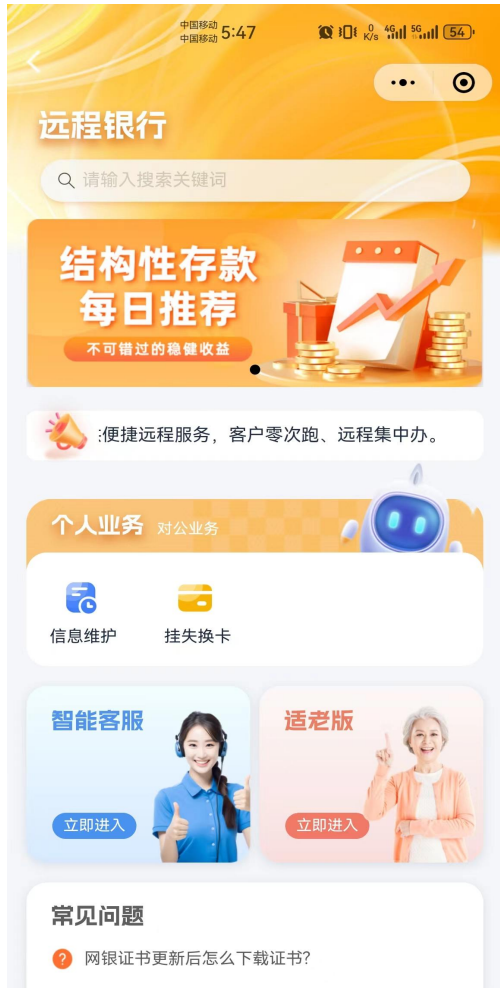 中国移动
中国移动
5:47
0
K/s
4G
5G
54
远程银行
请输入搜索关键词
结构性存款
每日推荐
不可错过的稳健收益
便捷远程服务，客户零次跑、远程集中办。
个人业务 对公业务
信息维护 挂失换卡
智能客服 适老版
立即进入 立即进入
常见问题
? 网银证书更新后怎么下载证书?